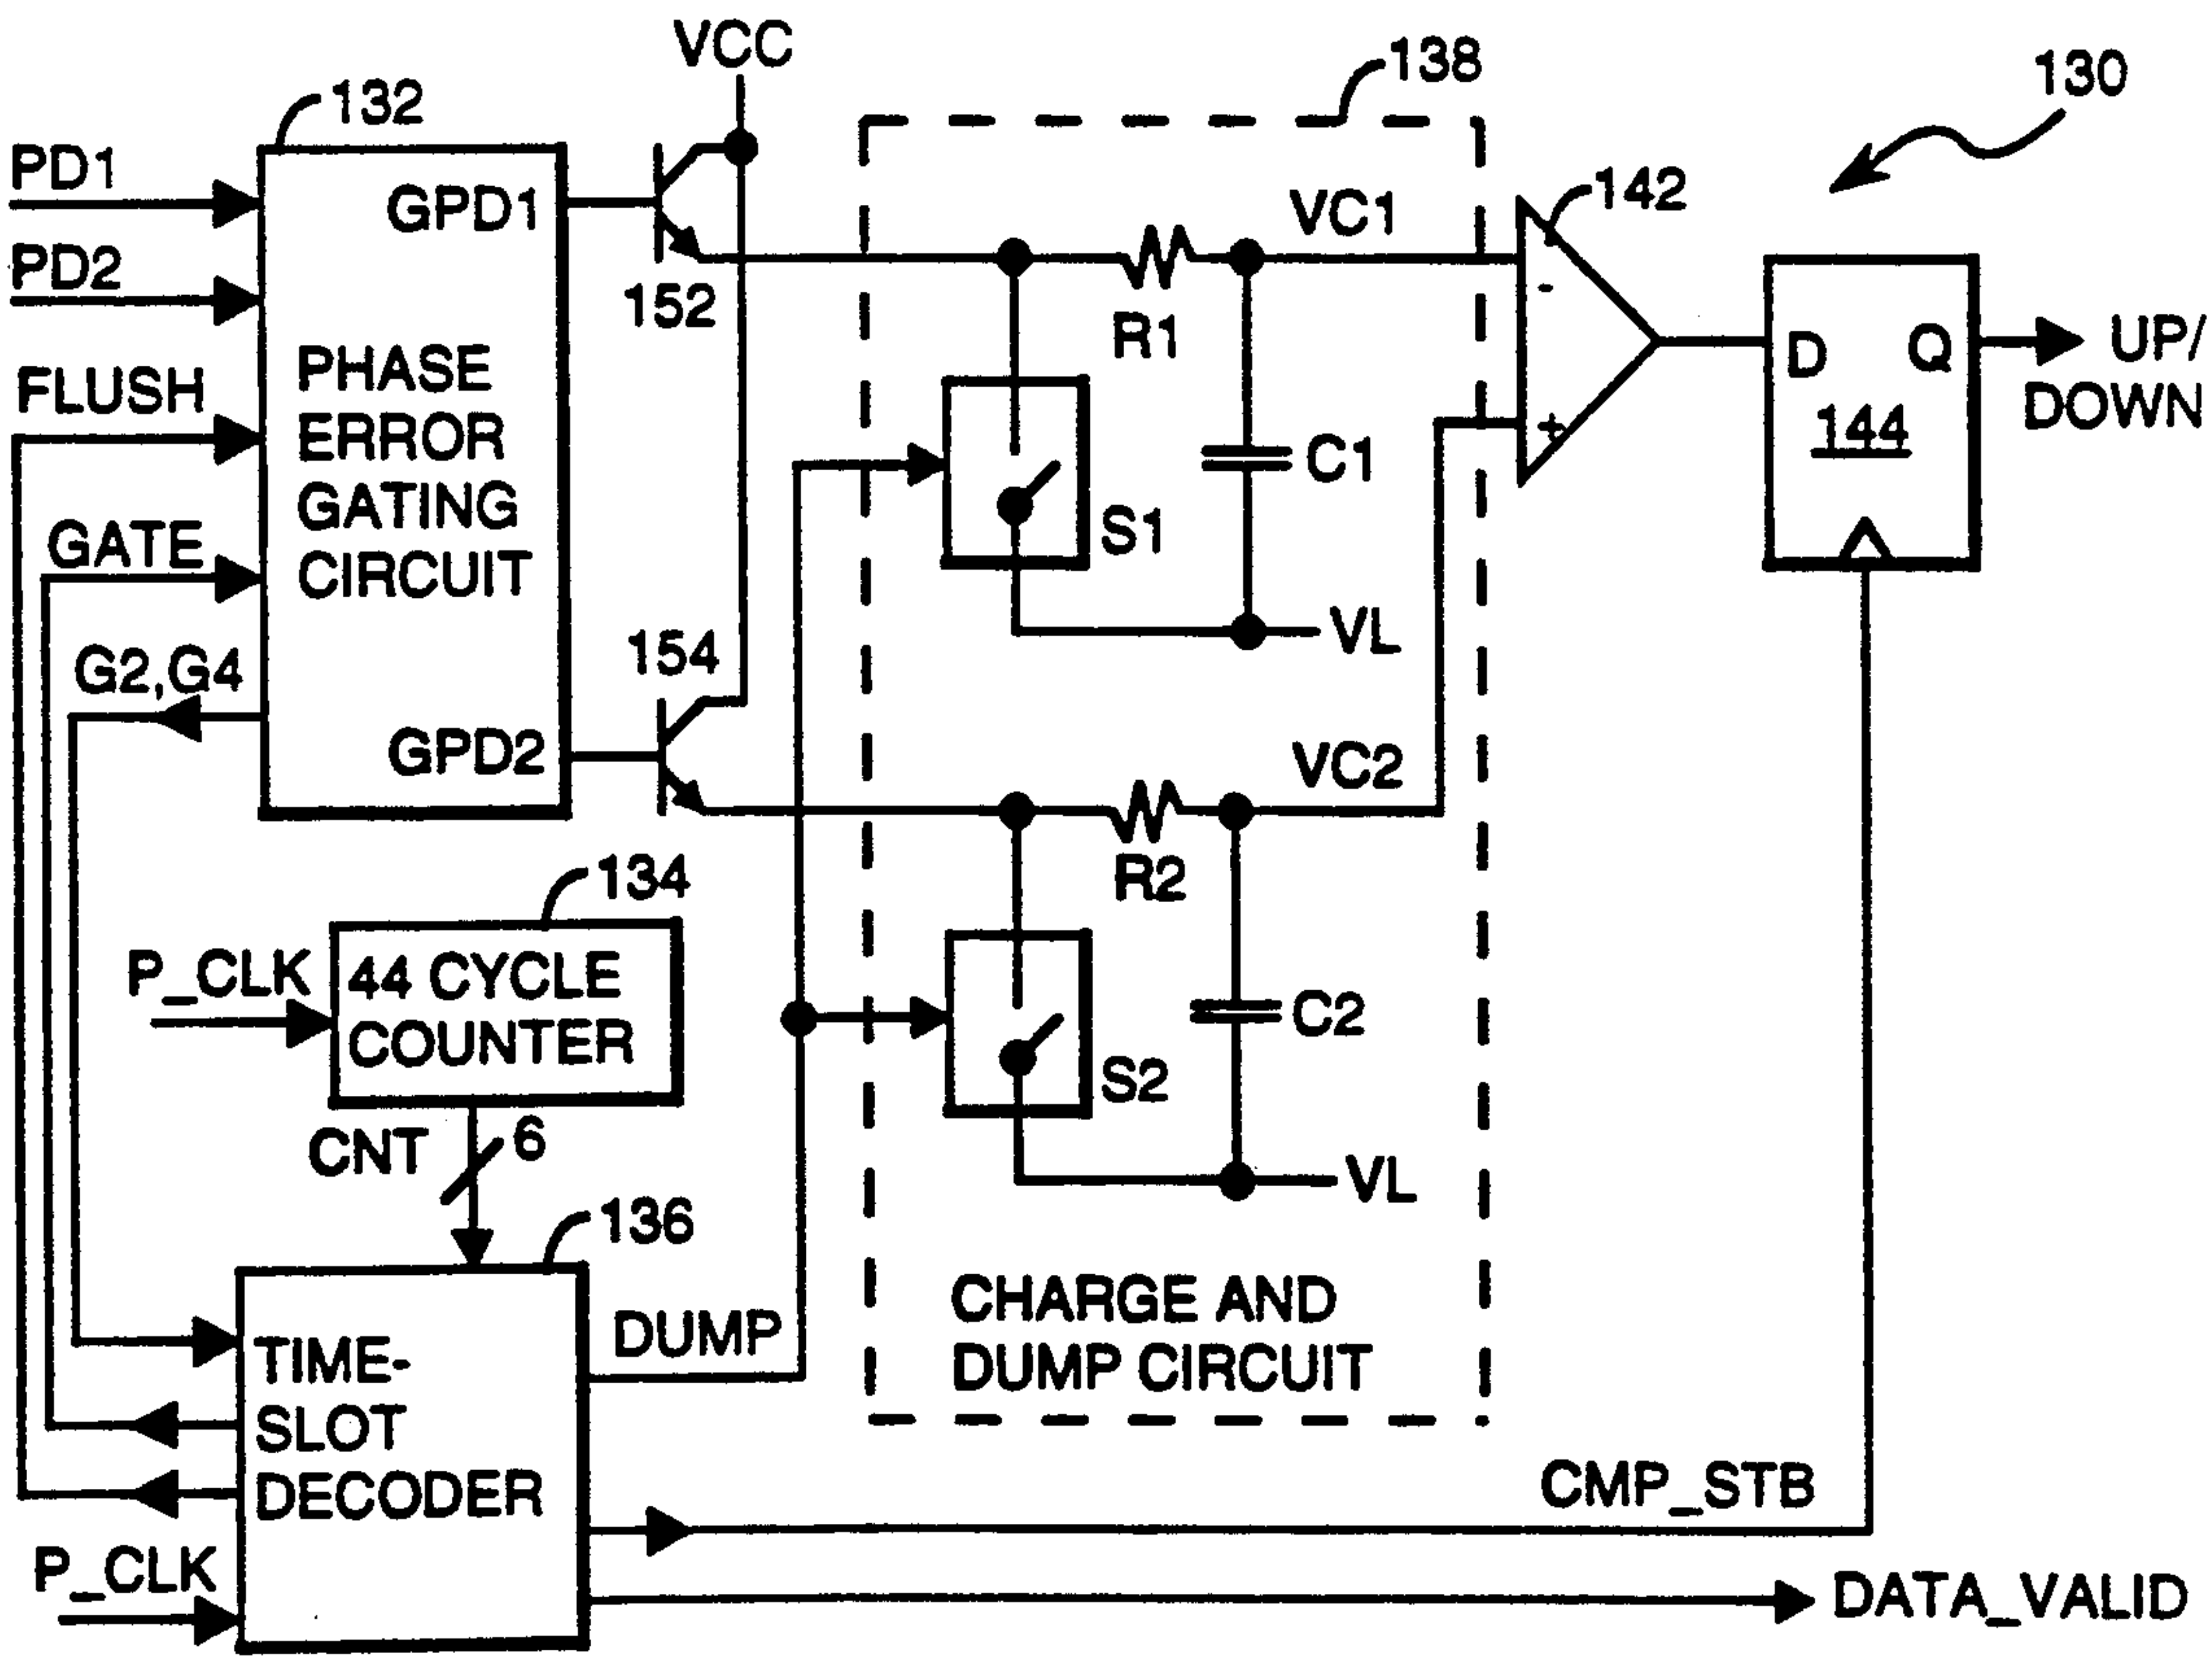 VCC
138
130
132
PD1
GPD1
142
VC1
PD2
152
-
R1
D
Q
UP/
DOWN
PHASE
ERROR
GATING
CIRCUIT
FLUSH
+
144
C1
GATE
S1
VL
154
G2,G4
GPD2
VC2
R2
134
P_CLK
44 CYCLE
COUNTER
C2
S2
CNT
6
VL
136
CHARGE AND
DUMP CIRCUIT
DUMP
TIME-
SLOT
DECODER
CMP_STB
P_CLK
DATA_VALID